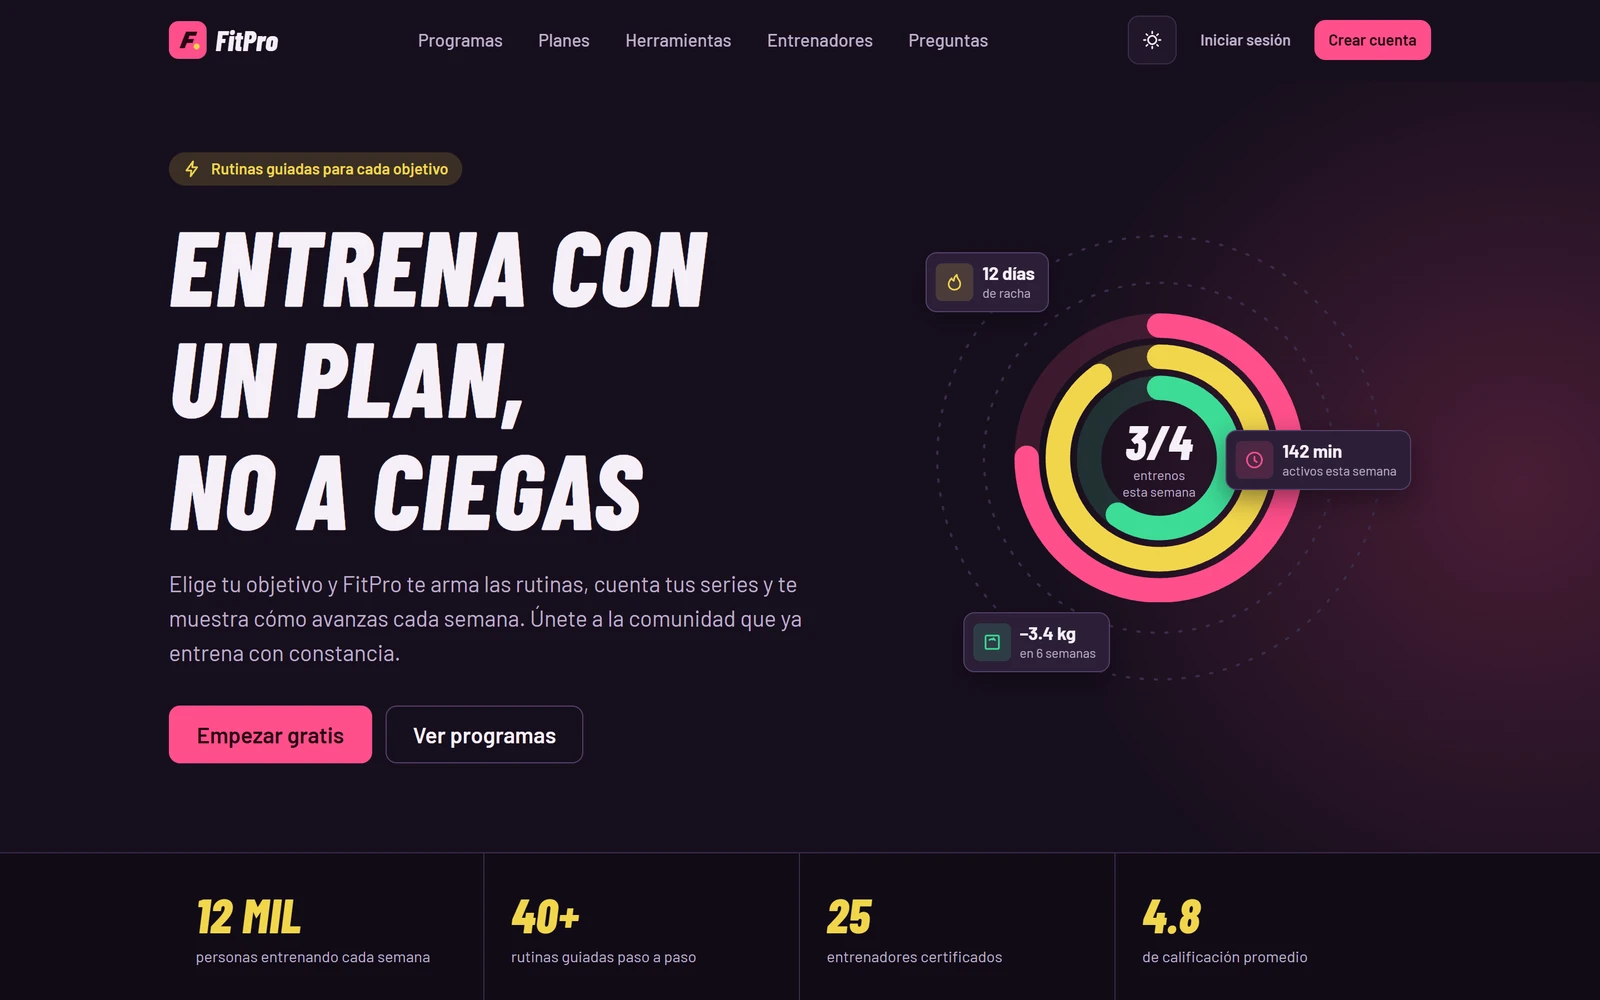 F.
FitPro
Programas
Planes
Herramientas
Entrenadores
Preguntas
Iniciar sesión
Crear cuenta
Rutinas guiadas para cada objetivo
ENTRENA CON
UN PLAN,
NO A CIEGAS
Elige tu objetivo y FitPro te arma las rutinas, cuenta tus series y te
muestra cómo avanzas cada semana. Únete a la comunidad que ya
entrena con constancia.
Empezar gratis
Ver programas
12 días
de racha
3/4
entrenos
esta semana
142 min
activos esta semana
−3.4 kg
en 6 semanas
12 MIL
personas entrenando cada semana
40+
rutinas guiadas paso a paso
25
entrenadores certificados
4.8
de calificación promedio